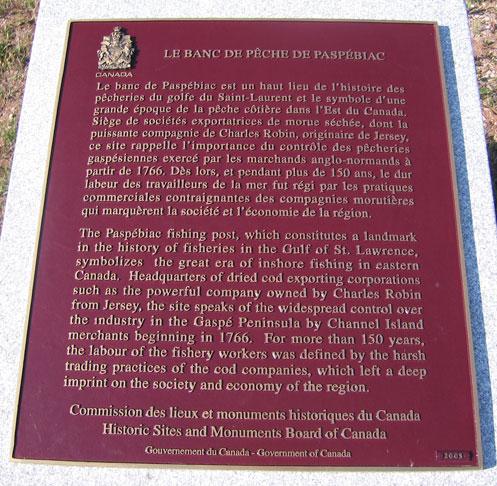 CANADA
LE BANC DE PÊCHE DE PASPÉBIAC
Le banc de Paspébiac est un haut lieu de l'histoire des
pêcheries du golfe du Saint-Laurent et le symbole d'une
grande époque de la pêche côtière dans l'Est du Canada.
Siège de sociétés exportatrices de morue séchée, dont la
puissante compagnie de Charles Robin, originaire de Jersey,
ce site rappelle l'importance du contrôle des pêcheries
gaspésiennes exercé par les marchands anglo-normands à
partir de 1766. Dès lors, et pendant plus de 150 ans, le dur
labeur des travailleurs de la mer fut régi par les pratiques
commerciales contraignantes des compagnies morutières
qui marquèrent la société et l'économie de la région.
The Paspébiac fishing post, which constitutes a landmark
in the history of fisheries in the Gulf of St. Lawrence,
symbolizes the great era of inshore fishing in eastern
Canada. Headquarters of dried cod exporting corporations
such as the powerful company owned by Charles Robin
from Jersey, the site speaks of the widespread control over
the industry in the Gaspé Peninsula by Channel Island
merchants beginning in 1766. For more than 150 years,
the labour of the fishery workers was defined by the harsh
trading practices of the cod companies, which left a deep
imprint on the society and economy of the region.
Commission des lieux et monuments historiques du Canada
Historic Sites and Monuments Board of Canada
Gouvernement du Canada - Government of Canada
2005